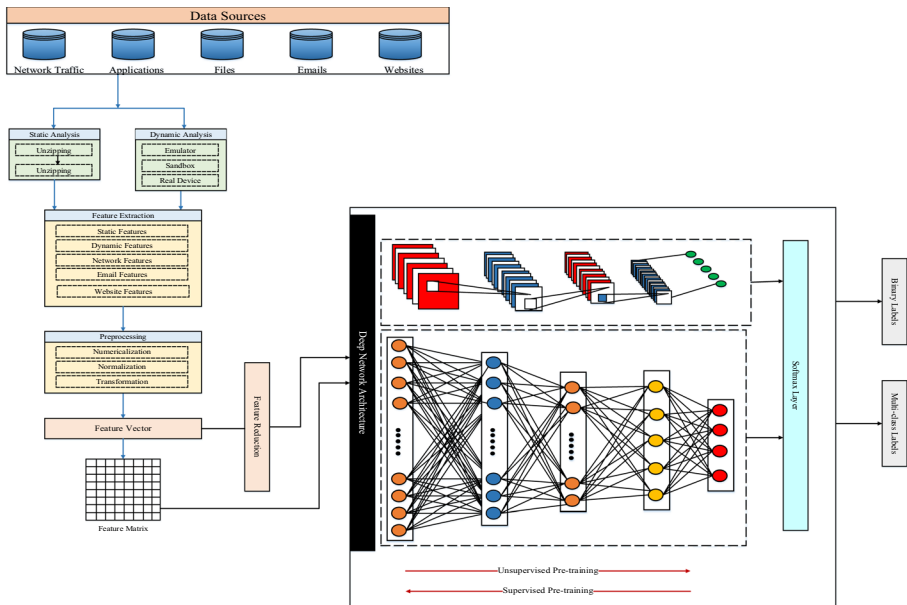 Data Sources
Network Traffic
Applications
Files
Emails
Websites
Static Analysis
Unzipping
Unzipping
Dynamic Analysis
Emulator
Sandbox
Real Device
Feature Extraction
Static Features
Dynamic Features
Network Features
Email Features
Website Features
Preprocessing
Numericalization
Normalization
Transformation
Feature Vector
Feature Matrix
Feature Reduction
Deep Network Architecture
Unsupervised Pre-training
Supervised Pre-training
Softmax Layer
Binary Labels
Multi-class Labels